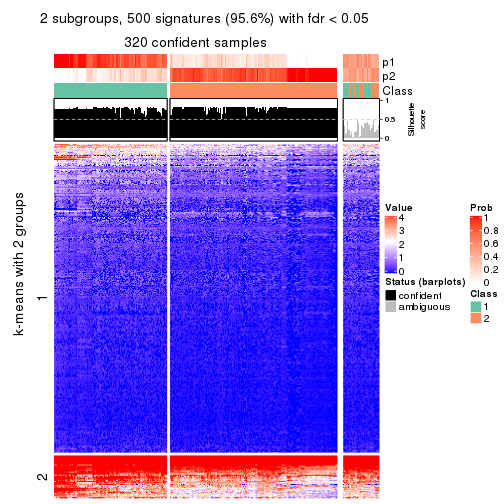 2 subgroups, 500 signatures (95.6%) with fdr < 0.05
320 confident samples
p1
p2
Class
1
0.5
0
Silhouette
score
k-means with 2 groups
1
2
Value
4
3
2
1
0
Status (barplots)
confident
ambiguous
Prob
1
0.8
0.6
0.4
0.2
0
Class
1
2